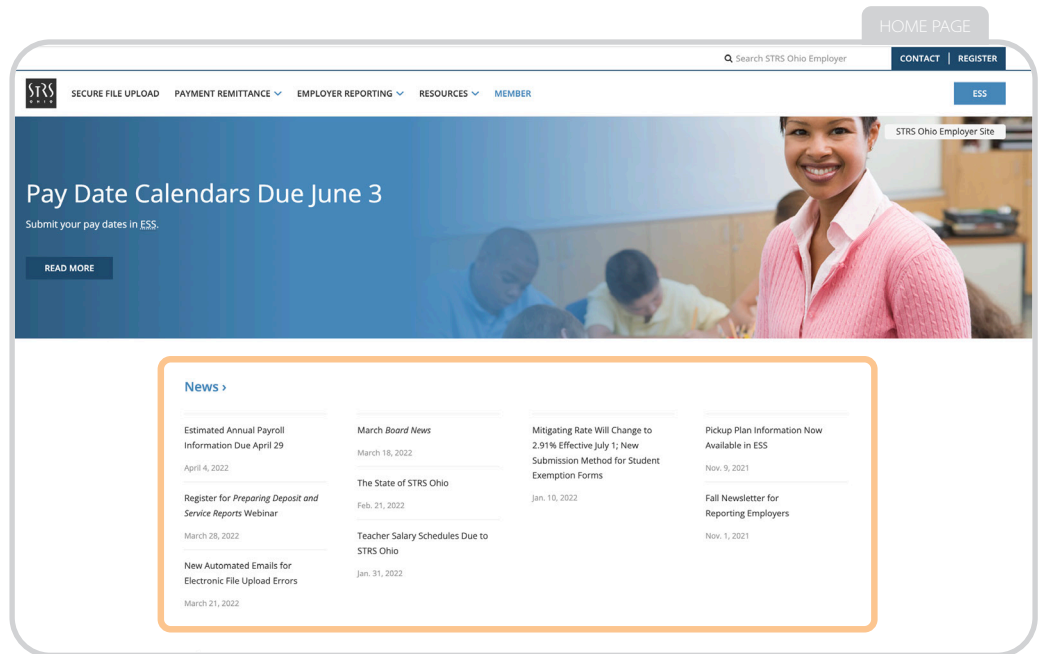 HOME PAGE
Search STRS Ohio Employer
CONTACT | REGISTER
STRS
OHIO
SECURE FILE UPLOAD PAYMENT REMITTANCE EMPLOYER REPORTING RESOURCES MEMBER
ESS
STRS Ohio Employer Site
Pay Date Calendars Due June 3
Submit your pay dates in ESS.
READ MORE
News ›
Estimated Annual Payroll
Information Due April 29
April 4, 2022
Register for Preparing Deposit and
Service Reports Webinar
March 28, 2022
New Automated Emails for
Electronic File Upload Errors
March 21, 2022
March Board News
March 18, 2022
The State of STRS Ohio
Feb. 21, 2022
Teacher Salary Schedules Due to
STRS Ohio
Jan. 31, 2022
Mitigating Rate Will Change to
2.91% Effective July 1; New
Submission Method for Student
Exemption Forms
Jan. 10, 2022
Pickup Plan Information Now
Available in ESS
Nov. 9, 2021
Fall Newsletter for
Reporting Employers
Nov. 1, 2021